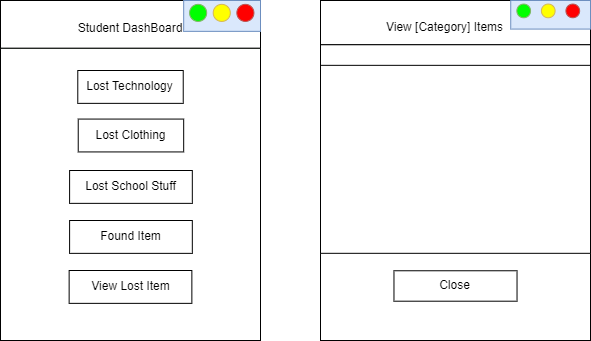 Student DashBoard
Lost Technology
Lost Clothing
Lost School Stuff
Found Item
View Lost Item
View [Category] Items
Close